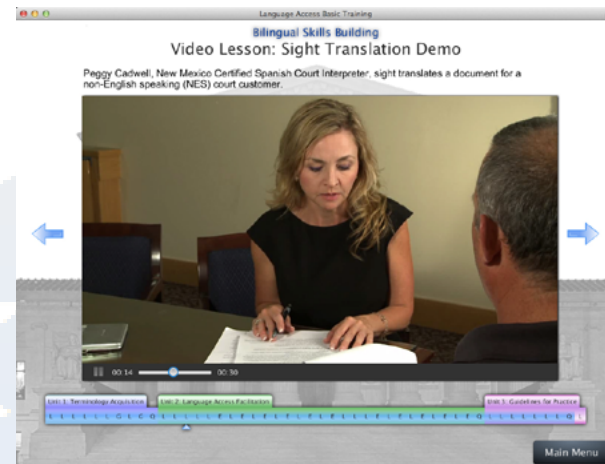 Language Access Basic Training
Bilingual Skills Building
Video Lesson: Sight Translation Demo
Peggy Cadwell, New Mexico Certified Spanish Court Interpreter, sight translates a document for a
non-English speaking (NES) court customer.
00:14 00:30
Unit 1: Terminology Acquisition Unit 2: Language Access Facilitation Unit 3: Guidelines for Practice
Main Menu